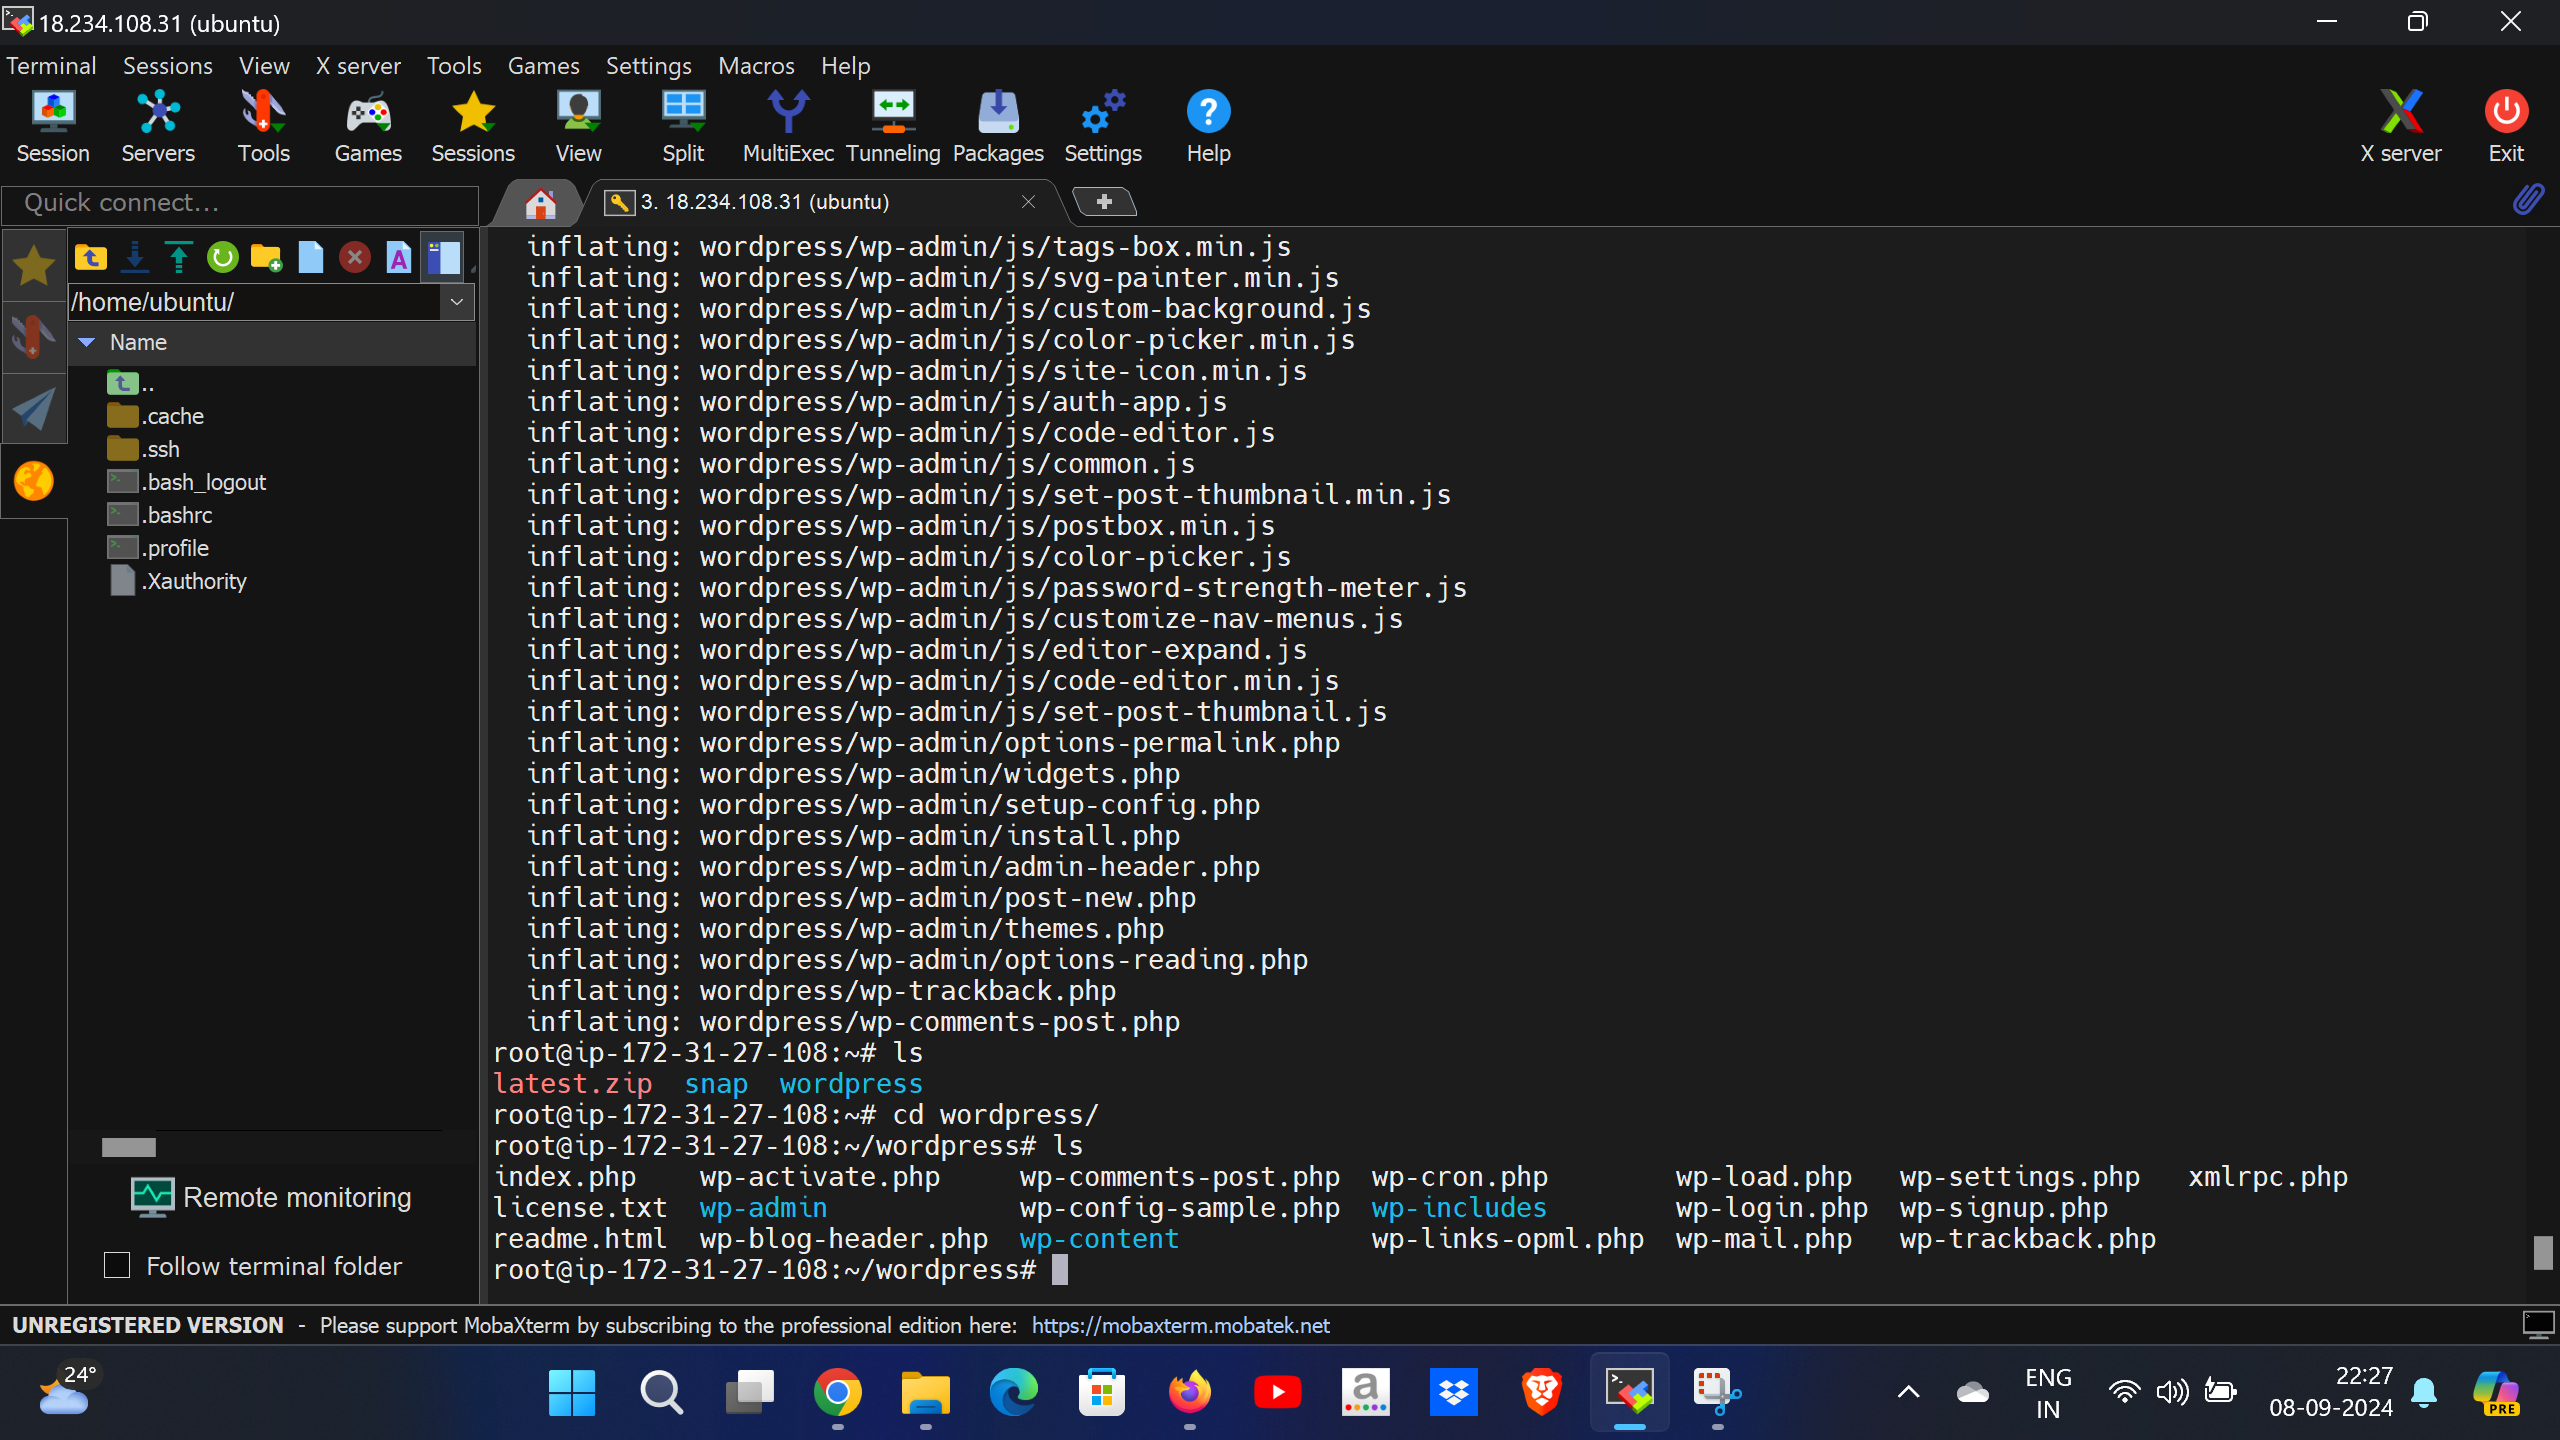 18.234.108.31 (ubuntu)
Terminal Sessions View X server Tools Games Settings Macros Help
Session Servers Tools Games Sessions View Split MultiExec Tunneling Packages Settings Help X server Exit
Quick connect...
3. 18.234.108.31 (ubuntu)
/home/ubuntu/
Name
..
.cache
.ssh
.bash_logout
.bashrc
.profile
.Xauthority
Remote monitoring
Follow terminal folder
inflating: wordpress/wp-admin/js/tags-box.min.js
inflating: wordpress/wp-admin/js/svg-painter.min.js
inflating: wordpress/wp-admin/js/custom-background.js
inflating: wordpress/wp-admin/js/color-picker.min.js
inflating: wordpress/wp-admin/js/site-icon.min.js
inflating: wordpress/wp-admin/js/auth-app.js
inflating: wordpress/wp-admin/js/code-editor.js
inflating: wordpress/wp-admin/js/common.js
inflating: wordpress/wp-admin/js/set-post-thumbnail.min.js
inflating: wordpress/wp-admin/js/postbox.min.js
inflating: wordpress/wp-admin/js/color-picker.js
inflating: wordpress/wp-admin/js/password-strength-meter.js
inflating: wordpress/wp-admin/js/customize-nav-menus.js
inflating: wordpress/wp-admin/js/editor-expand.js
inflating: wordpress/wp-admin/js/code-editor.min.js
inflating: wordpress/wp-admin/js/set-post-thumbnail.js
inflating: wordpress/wp-admin/options-permalink.php
inflating: wordpress/wp-admin/widgets.php
inflating: wordpress/wp-admin/setup-config.php
inflating: wordpress/wp-admin/install.php
inflating: wordpress/wp-admin/admin-header.php
inflating: wordpress/wp-admin/post-new.php
inflating: wordpress/wp-admin/themes.php
inflating: wordpress/wp-admin/options-reading.php
inflating: wordpress/wp-trackback.php
inflating: wordpress/wp-comments-post.php
root@ip-172-31-27-108:~# ls
latest.zip snap wordpress
root@ip-172-31-27-108:~# cd wordpress/
root@ip-172-31-27-108:~/wordpress# ls
index.php wp-activate.php wp-comments-post.php wp-cron.php wp-load.php wp-settings.php xmlrpc.php
license.txt wp-admin wp-config-sample.php wp-includes wp-login.php wp-signup.php
readme.html wp-blog-header.php wp-content wp-links-opml.php wp-mail.php wp-trackback.php
root@ip-172-31-27-108:~/wordpress#
UNREGISTERED VERSION - Please support MobaXterm by subscribing to the professional edition here: https://mobaxterm.mobatek.net
24°
ENG
IN
22:27
08-09-2024
PRE